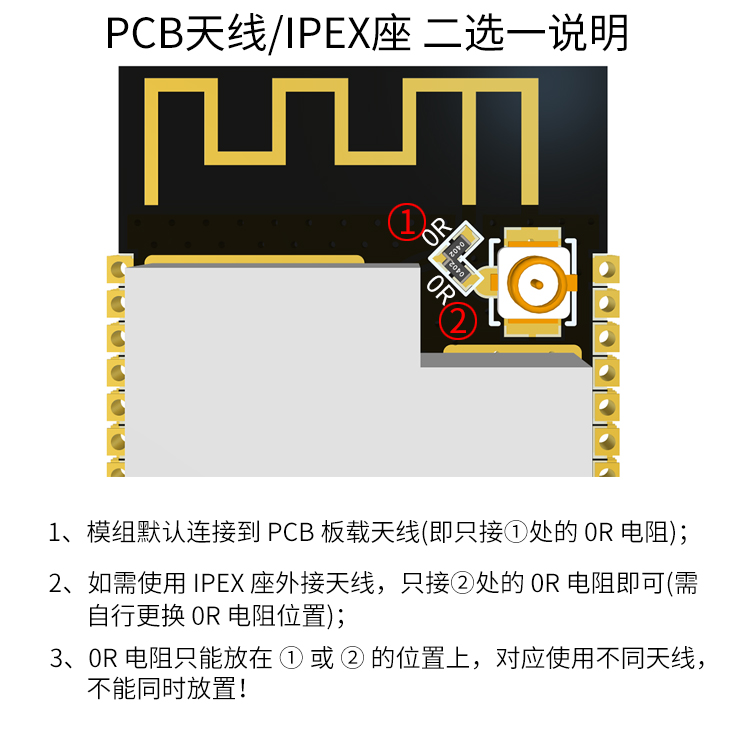 PCB天线/IPEX座 二选一说明
①
0R
0402
0402
0R
②
1、模组默认连接到 PCB 板载天线(即只接①处的 0R 电阻)；
2、如需使用 IPEX 座外接天线，只接②处的 0R 电阻即可(需
自行更换 0R 电阻位置)；
3、0R 电阻只能放在 ① 或 ② 的位置上，对应使用不同天线，
不能同时放置！